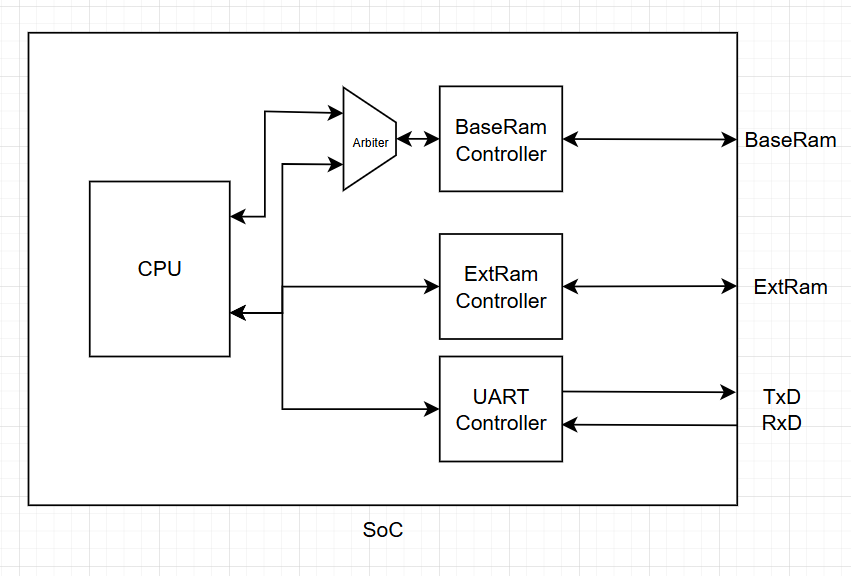 Arbiter
BaseRam
Controller
BaseRam
CPU
ExtRam
Controller
ExtRam
UART
Controller
TxD
RxD
SoC